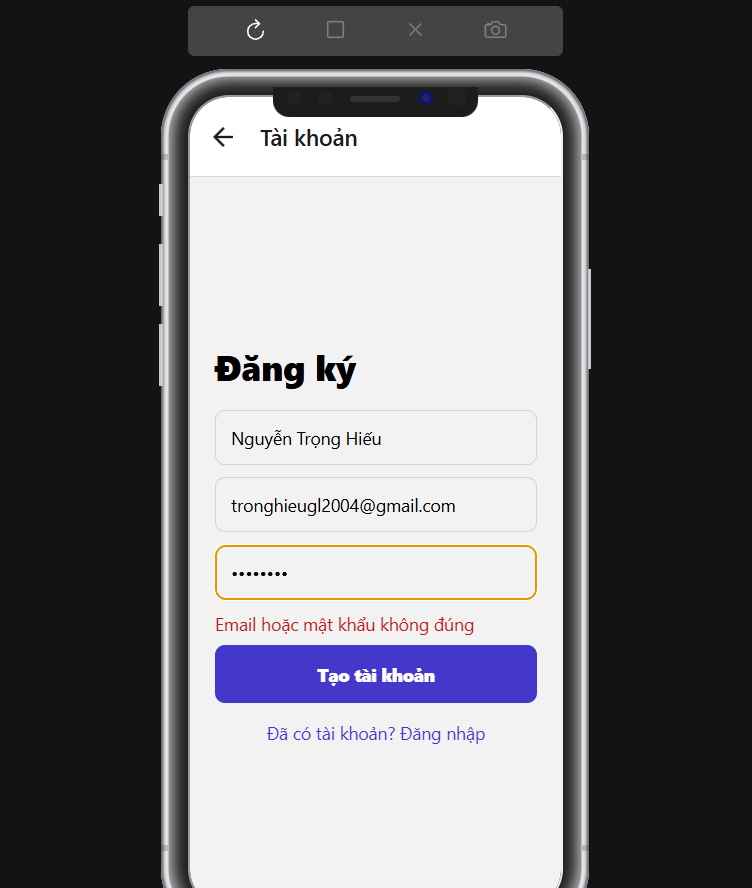 Tài khoản
Đăng ký
Nguyễn Trọng Hiếu
tronghieugl2004@gmail.com
••••••••
Email hoặc mật khẩu không đúng
Tạo tài khoản
Đã có tài khoản? Đăng nhập